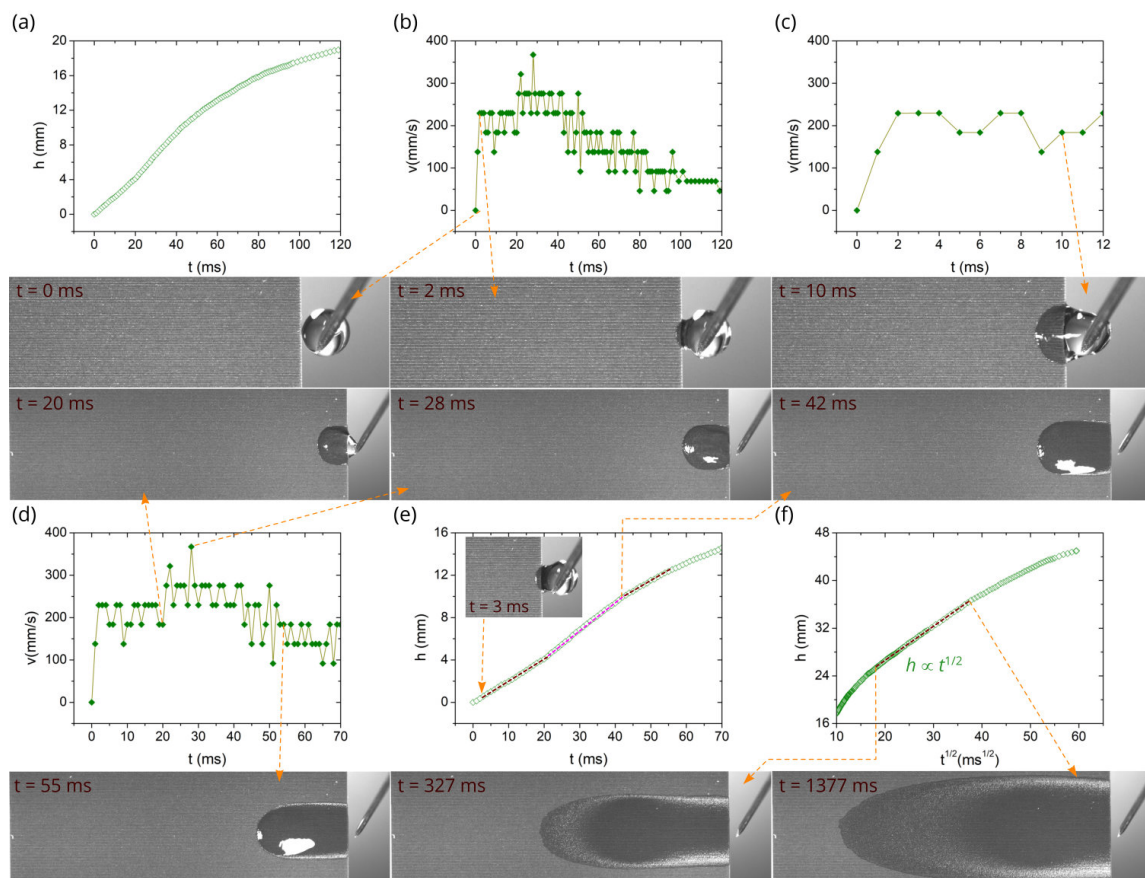 (a)
20
16
12
8
4
0
h (mm)
0 20 40 60 80 100 120
t (ms)
(b)
400
300
200
100
0
v(mm/s)
0 20 40 60 80 100 120
t (ms)
(c)
400
300
200
100
0
v(mm/s)
0 2 4 6 8 10 12
t (ms)
t = 0 ms
t = 2 ms
t = 10 ms
t = 20 ms
t = 28 ms
t = 42 ms
(d)
400
300
200
100
0
v(mm/s)
0 10 20 30 40 50 60 70
t (ms)
(e)
16
12
8
4
0
h (mm)
t = 3 ms
0 10 20 30 40 50 60 70
t (ms)
(f)
48
44
36
28
24
16
h (mm)
h ∝ t^{1/2}
10 20 30 40 50 60
t^{1/2}(ms^{1/2})
t = 55 ms
t = 327 ms
t = 1377 ms